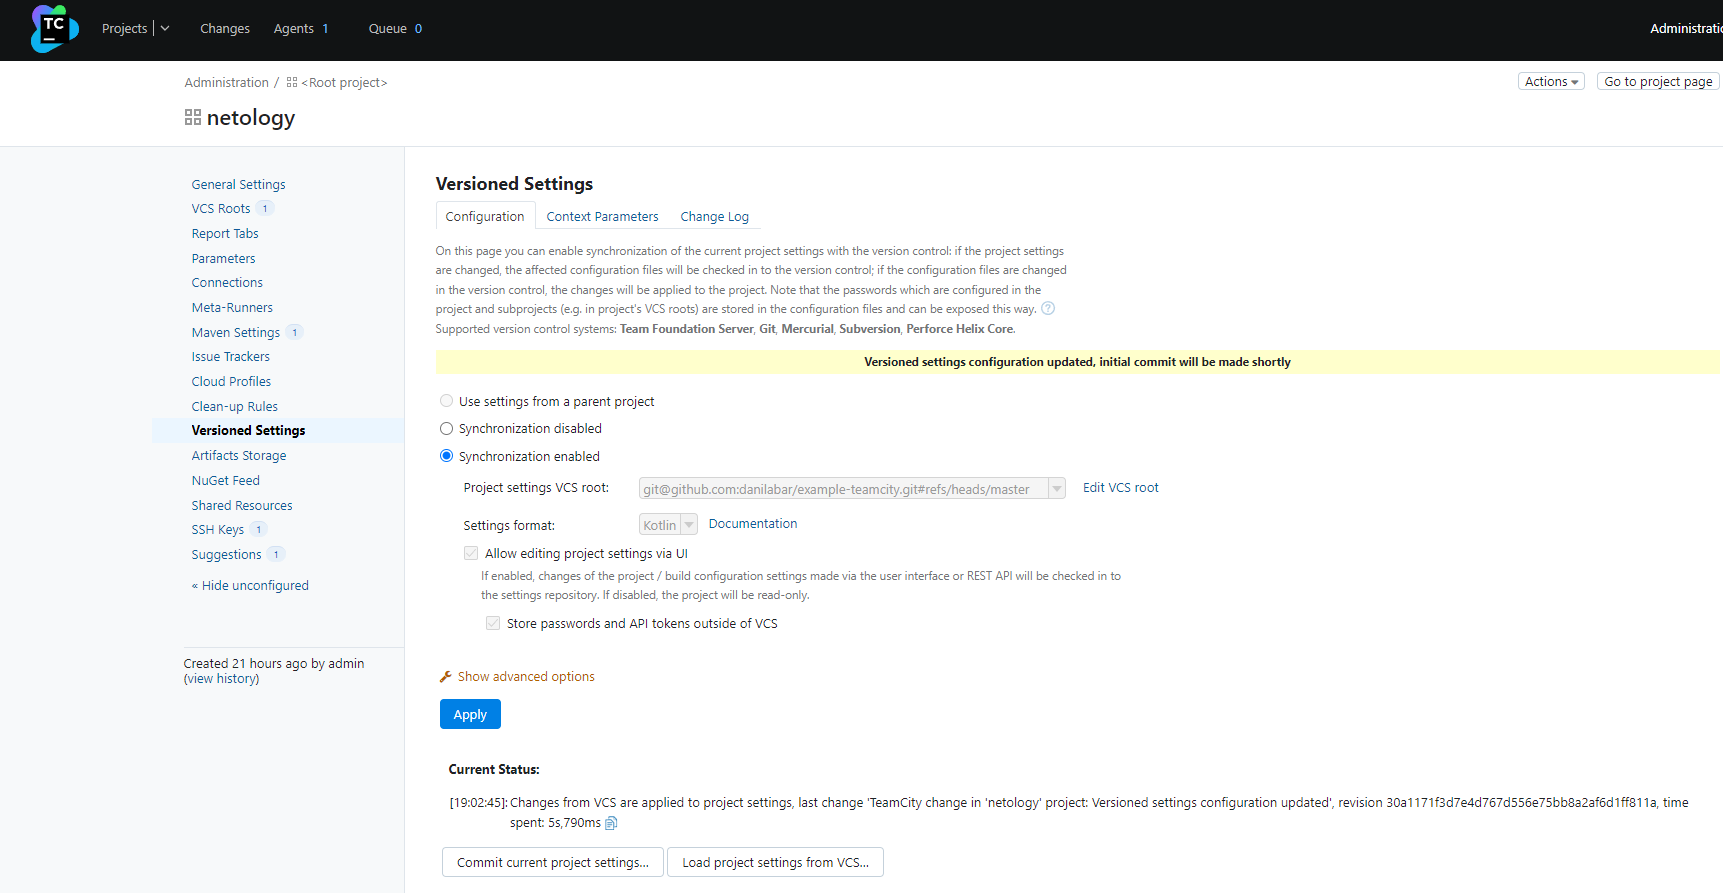 TC
Projects
Changes
Agents 1
Queue 0
Administratio
Administration / <Root project>
Actions
Go to project page
netology
General Settings
VCS Roots 1
Report Tabs
Parameters
Connections
Meta-Runners
Maven Settings 1
Issue Trackers
Cloud Profiles
Clean-up Rules
Versioned Settings
Artifacts Storage
NuGet Feed
Shared Resources
SSH Keys 1
Suggestions 1
« Hide unconfigured
Created 21 hours ago by admin
(view history)
Versioned Settings
Configuration
Context Parameters
Change Log
On this page you can enable synchronization of the current project settings with the version control: if the project settings
are changed, the affected configuration files will be checked in to the version control; if the configuration files are changed
in the version control, the changes will be applied to the project. Note that the passwords which are configured in the
project and subprojects (e.g. in project's VCS roots) are stored in the configuration files and can be exposed this way. ?
Supported version control systems: Team Foundation Server, Git, Mercurial, Subversion, Perforce Helix Core.
Versioned settings configuration updated, initial commit will be made shortly
Use settings from a parent project
Synchronization disabled
Synchronization enabled
Project settings VCS root: git@github.com:danilabar/example-teamcity.git#refs/heads/master Edit VCS root
Settings format: Kotlin Documentation
Allow editing project settings via UI
If enabled, changes of the project / build configuration settings made via the user interface or REST API will be checked in to
the settings repository. If disabled, the project will be read-only.
Store passwords and API tokens outside of VCS
Show advanced options
Apply
Current Status:
[19:02:45]: Changes from VCS are applied to project settings, last change 'TeamCity change in 'netology' project: Versioned settings configuration updated', revision 30a1171f3d7e4d767d556e75bb8a2af6d1ff811a, time
spent: 5s,790ms
Commit current project settings...
Load project settings from VCS...